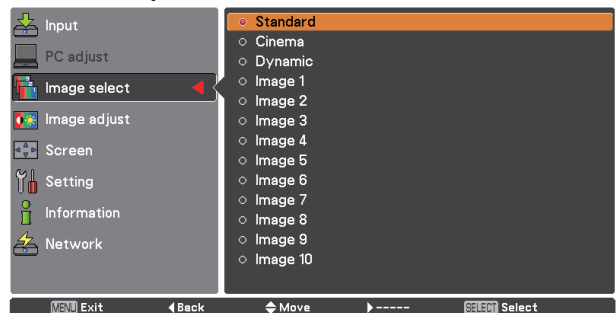 Input
PC adjust
Image select
Image adjust
Screen
Setting
Information
Network
Standard
Cinema
Dynamic
Image 1
Image 2
Image 3
Image 4
Image 5
Image 6
Image 7
Image 8
Image 9
Image 10
MENU Exit ◀Back Move ▶----- SELECT Select